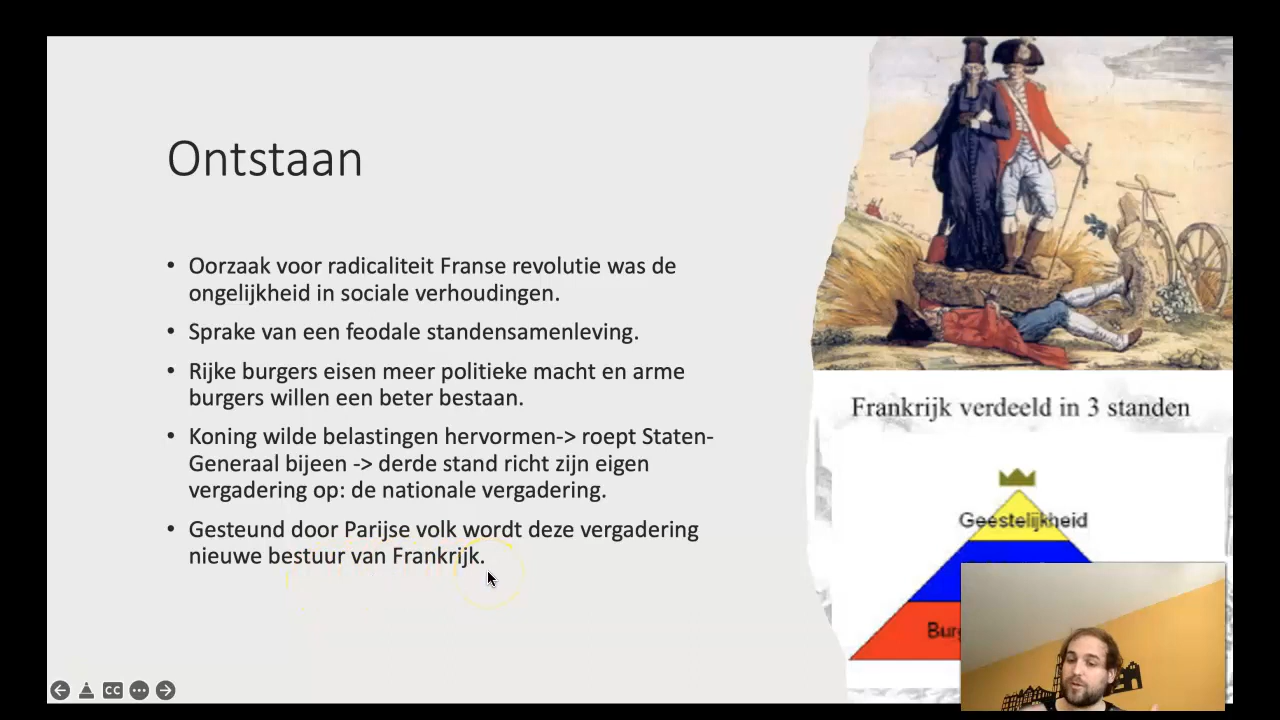 Ontstaan
• Oorzaak voor radicaliteit Franse revolutie was de
ongelijkheid in sociale verhoudingen.
• Sprake van een feodale standensamenleving.
• Rijke burgers eisen meer politieke macht en arme
burgers willen een beter bestaan.
• Koning wilde belastingen hervormen-> roept Staten-
Generaal bijeen -> derde stand richt zijn eigen
vergadering op: de nationale vergadering.
• Gesteund door Parijse volk wordt deze vergadering
nieuwe bestuur van Frankrijk.
Frankrijk verdeeld in 3 standen
Geestelijkheid
CC